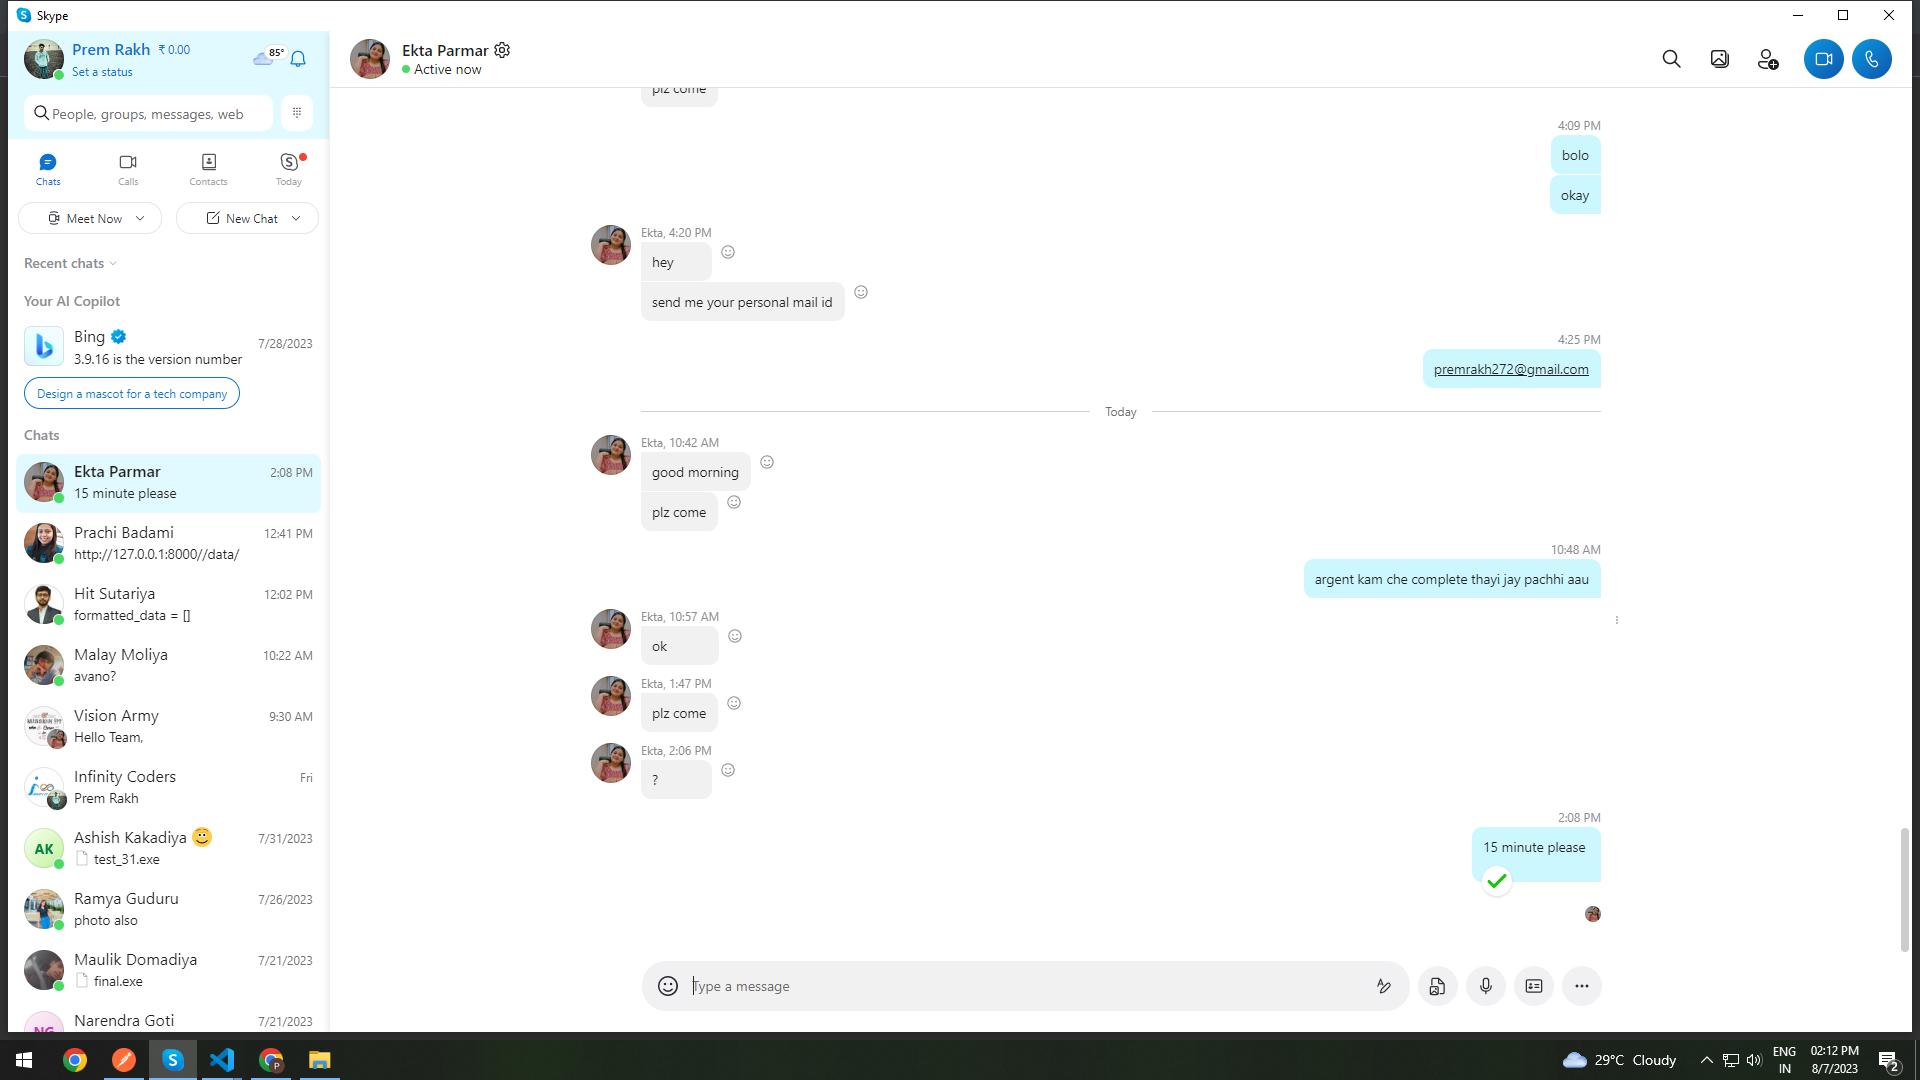 Skype
Prem Rakh ₹ 0.00
Set a status
85°
People, groups, messages, web
Chats
Calls
Contacts
Today
Meet Now
New Chat
Recent chats
Your AI Copilot
Bing
7/28/2023
3.9.16 is the version number
Design a mascot for a tech company
Chats
Ekta Parmar
2:08 PM
15 minute please
Prachi Badami
12:41 PM
http://127.0.0.1:8000//data/
Hit Sutariya
12:02 PM
formatted_data = []
Malay Moliya
10:22 AM
avano?
Vision Army
9:30 AM
Hello Team,
Infinity Coders
Fri
Prem Rakh
AK
Ashish Kakadiya
7/31/2023
test_31.exe
Ramya Guduru
7/26/2023
photo also
Maulik Domadiya
7/21/2023
final.exe
NG
Narendra Goti
7/21/2023
Ekta Parmar
Active now
plz come
4:09 PM
bolo
okay
Ekta, 4:20 PM
hey
send me your personal mail id
4:25 PM
premrakh272@gmail.com
Today
Ekta, 10:42 AM
good morning
plz come
10:48 AM
argent kam che complete thayi jay pachhi aau
Ekta, 10:57 AM
ok
Ekta, 1:47 PM
plz come
Ekta, 2:06 PM
?
2:08 PM
15 minute please
Type a message
29°C Cloudy
ENG
IN
02:12 PM
8/7/2023
2